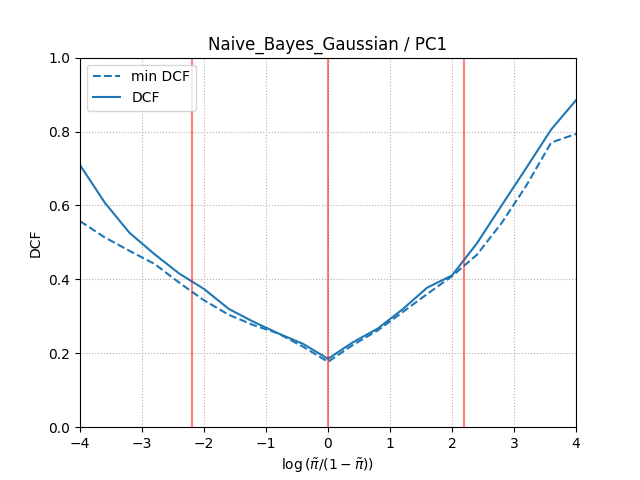 Naive_Bayes_Gaussian / PC1
1.0
min DCF
DCF
0.8
0.6
DCF
0.4
0.2
0.0
−4 −3 −2 −1 0 1 2 3 4
log (π̃/(1 − π̃))